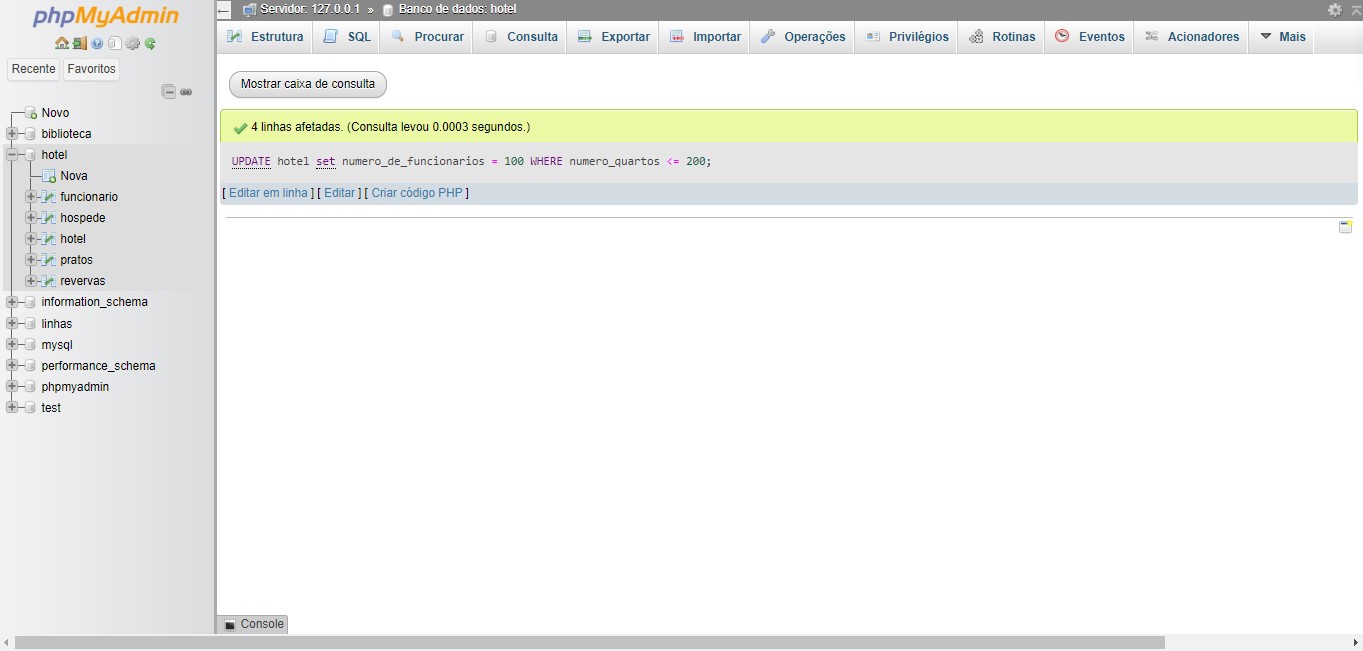 phpMyAdmin
Recente Favoritos
Novo
biblioteca
hotel
Nova
funcionario
hospede
hotel
pratos
revervas
information_schema
linhas
mysql
performance_schema
phpmyadmin
test
Servidor: 127.0.0.1 » Banco de dados: hotel
Estrutura SQL Procurar Consulta Exportar Importar Operações Privilégios Rotinas Eventos Acionadores Mais
Mostrar caixa de consulta
4 linhas afetadas. (Consulta levou 0.0003 segundos.)
UPDATE hotel set numero_de_funcionarios = 100 WHERE numero_quartos <= 200;
[ Editar em linha ] [ Editar ] [ Criar código PHP ]
Console